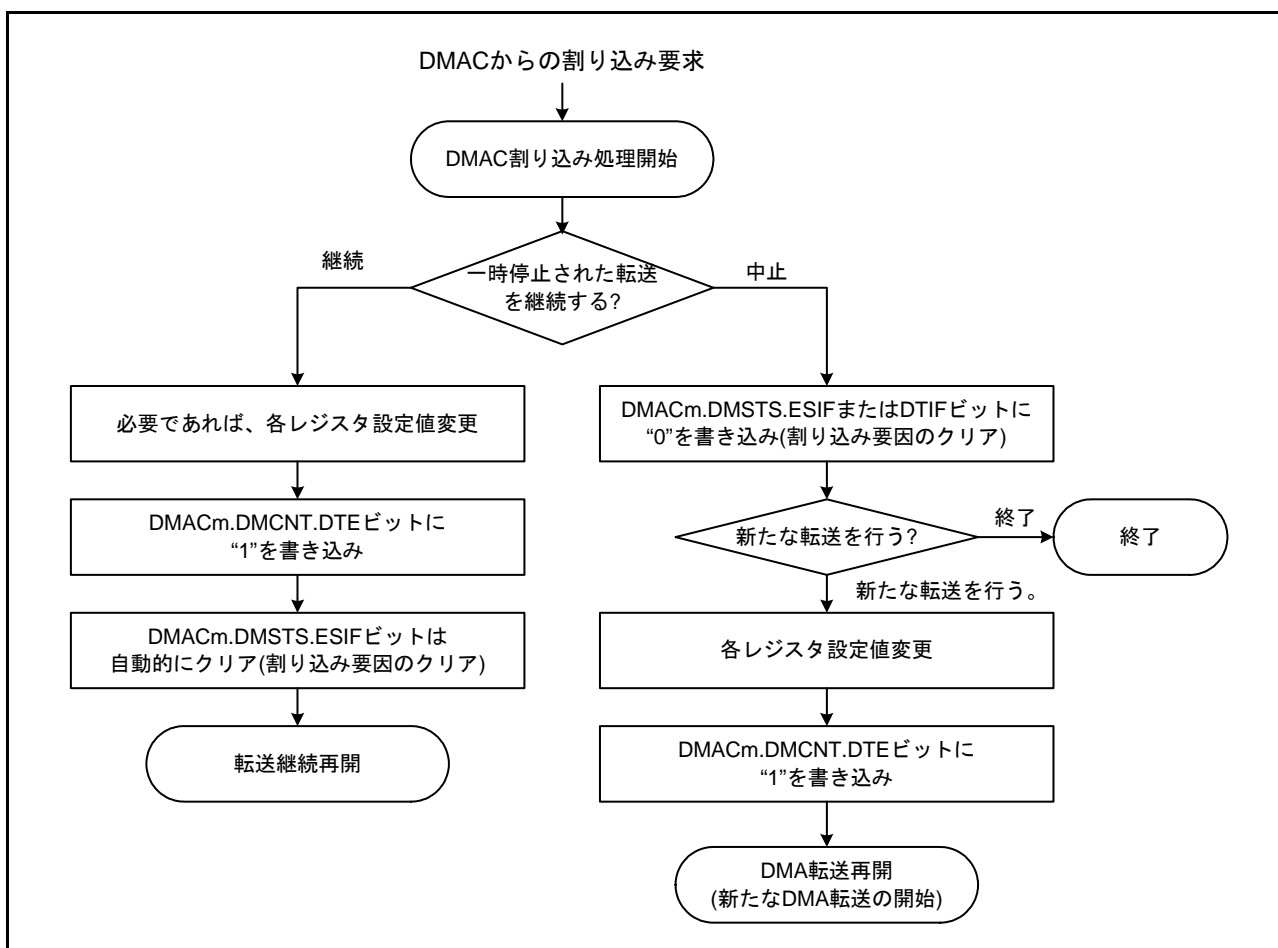 DMACからの割り込み要求
DMAC割り込み処理開始
一時停止された転送
を継続する?
継続
中止
必要であれば、各レジスタ設定値変更
DMACm.DMCNT.DTEビットに
“1”を書き込み
DMACm.DMSTS.ESIFビットは
自動的にクリア(割り込み要因のクリア)
転送継続再開
DMACm.DMSTS.ESIFまたはDTIFビットに
“0”を書き込み(割り込み要因のクリア)
新たな転送を行う?
終了
終了
新たな転送を行う。
各レジスタ設定値変更
DMACm.DMCNT.DTEビットに
“1”を書き込み
DMA転送再開
(新たなDMA転送の開始)